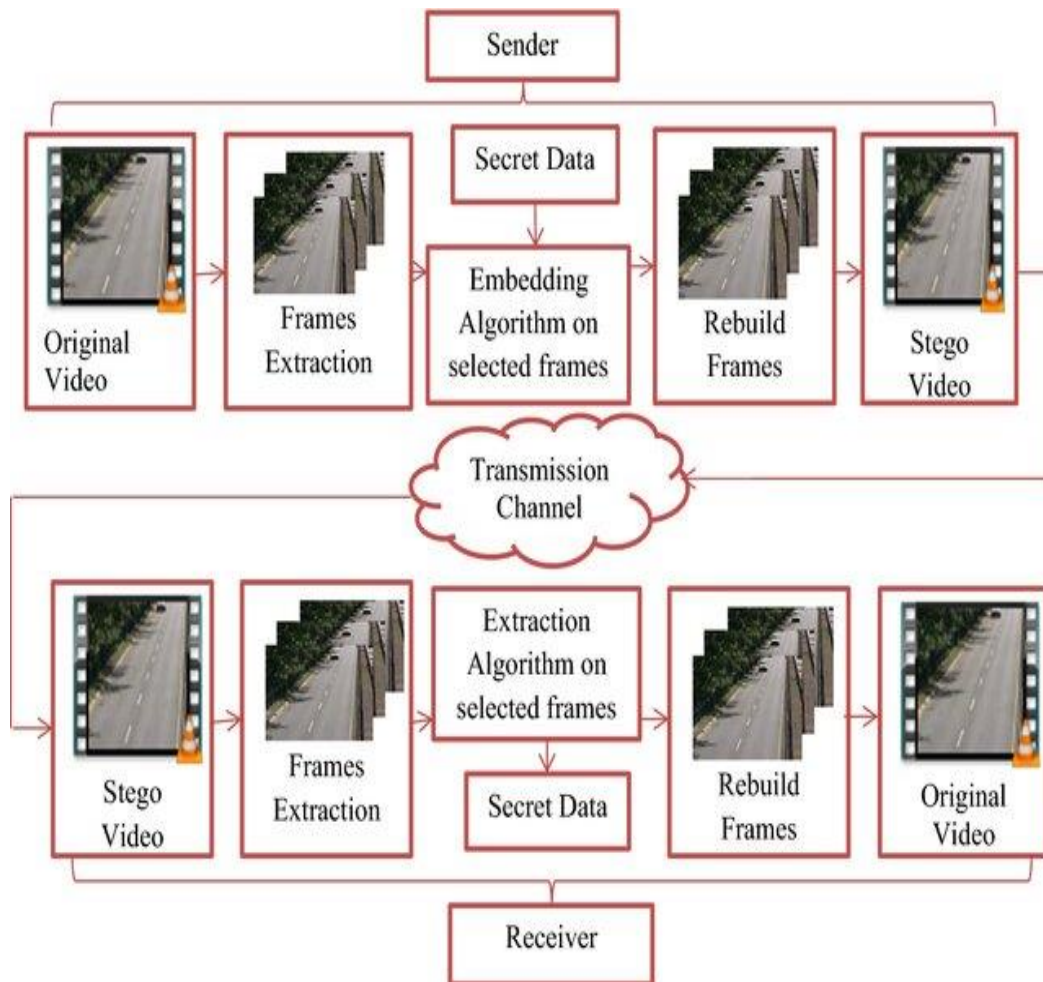 Sender
Secret Data
Original
Video
Frames
Extraction
Embedding
Algorithm on
selected frames
Rebuild
Frames
Stego
Video
Transmission
Channel
Stego
Video
Frames
Extraction
Extraction
Algorithm on
selected frames
Secret Data
Rebuild
Frames
Original
Video
Receiver